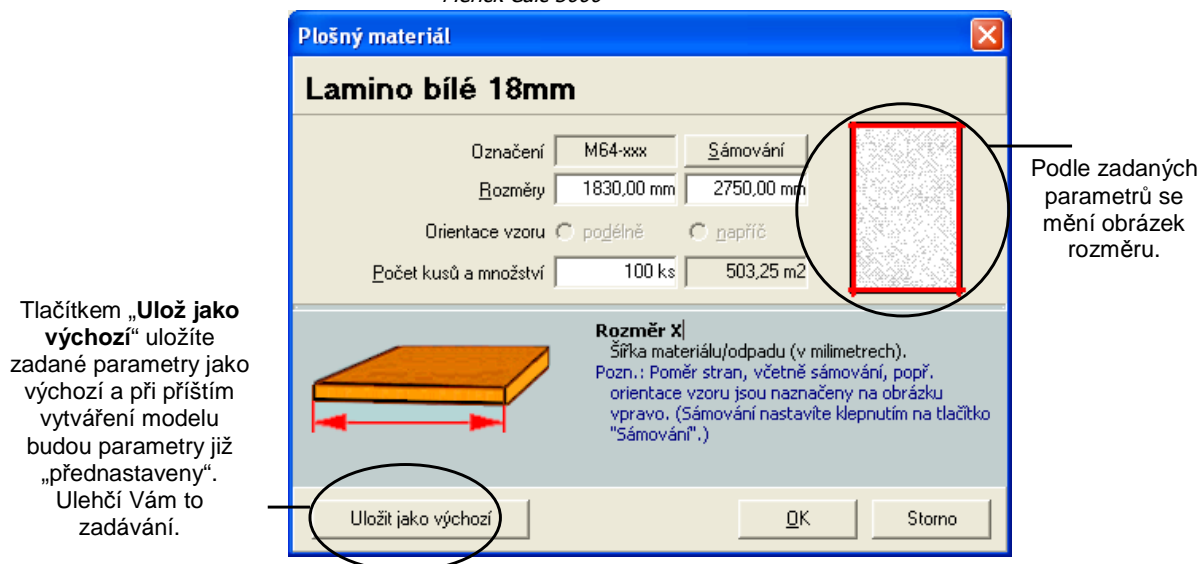 Plošný materiál
Lamino bílé 18mm
Označení M64-xxx Sámování
Rozměry 1830,00 mm 2750,00 mm
Orientace vzoru podélně napříč
Počet kusů a množství 100 ks 503,25 m2
Podle zadaných
parametrů se
mění obrázek
rozměru.
Tlačítkem „Ulož jako
výchozí“ uložíte
zadané parametry jako
výchozí a při příštím
vytváření modelu
budou parametry již
„přednastaveny“.
Ulehčí Vám to
zadávání.
Rozměr X
Šířka materiálu/odpadu (v milimetrech).
Pozn.: Poměr stran, včetně sámování, popř.
orientace vzoru jsou naznačeny na obrázku
vpravo. (Sámování nastavíte klepnutím na tlačítko
"Sámování".)
Uložit jako výchozí OK Storno